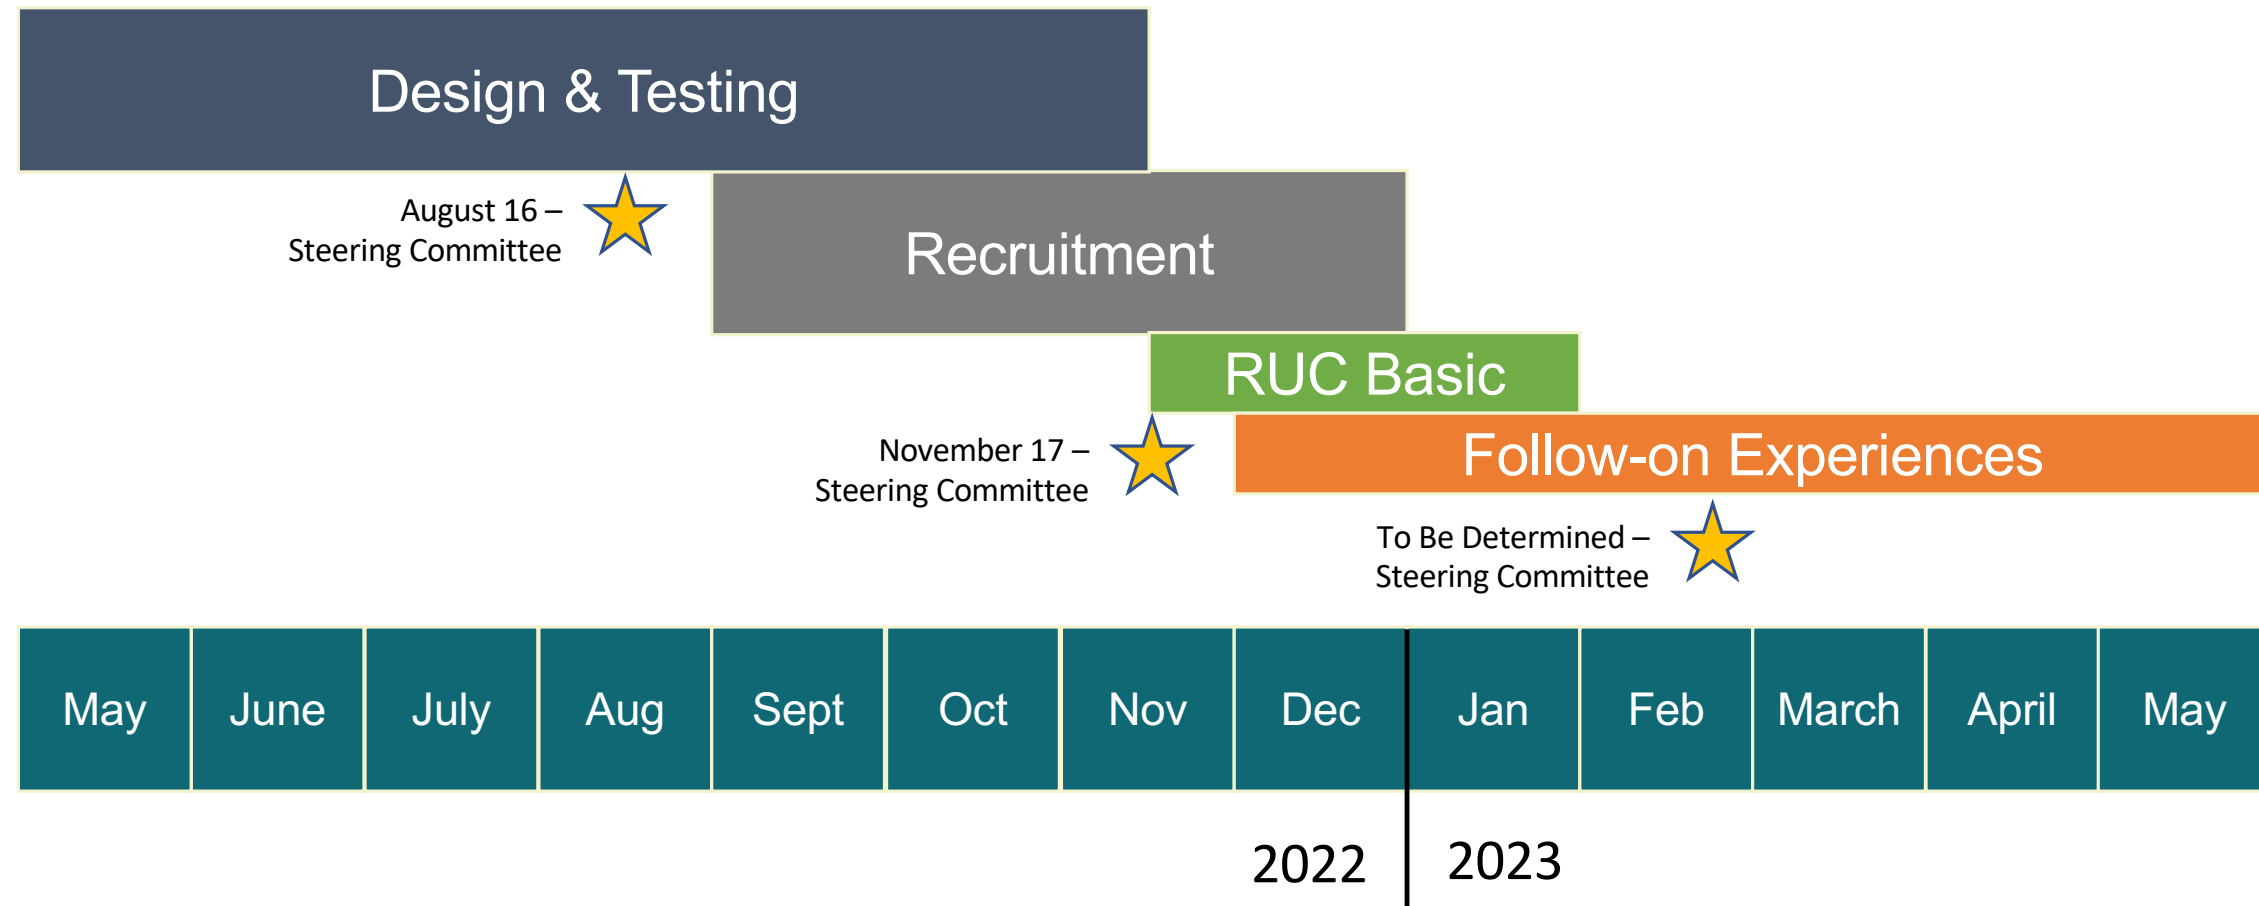 Design & Testing
August 16 –
Steering Committee
Recruitment
RUC Basic
November 17 –
Steering Committee
Follow-on Experiences
To Be Determined –
Steering Committee
May June July Aug Sept Oct Nov Dec Jan Feb March April May
2022 2023